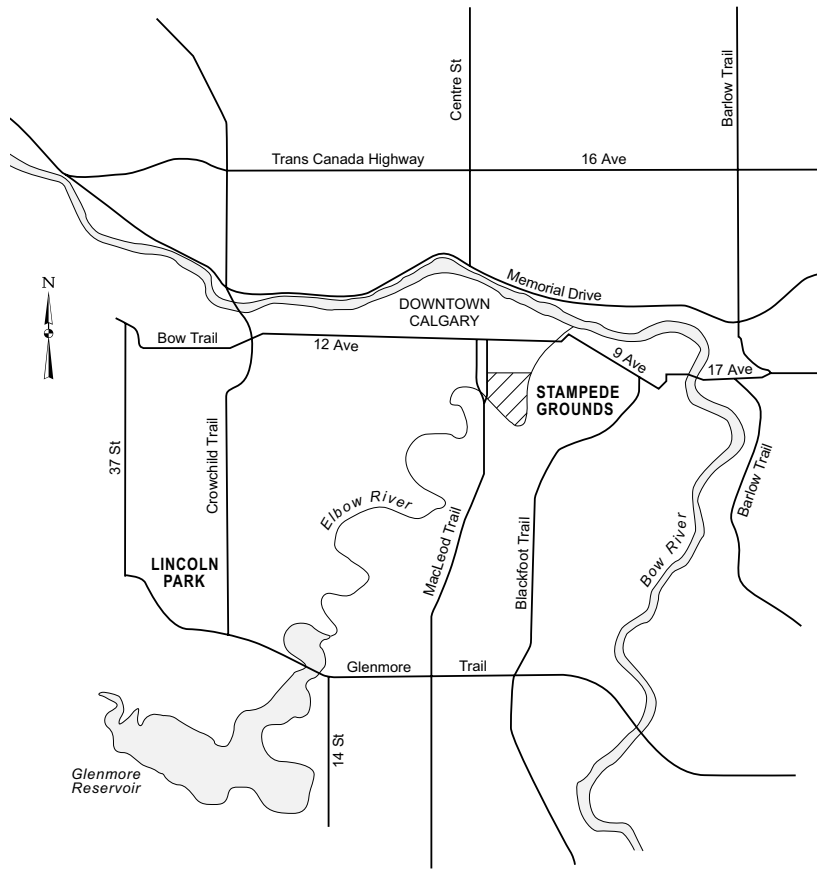 Centre St
Barlow Trail
Trans Canada Highway
16 Ave
N
Memorial Drive
DOWNTOWN
CALGARY
Bow Trail
12 Ave
9 Ave
17 Ave
STAMPEDE
GROUNDS
37 St
Crowchild Trail
Elbow River
MacLeod Trail
Blackfoot Trail
Bow River
Barlow Trail
LINCOLN
PARK
Glenmore
Trail
14 St
Glenmore
Reservoir